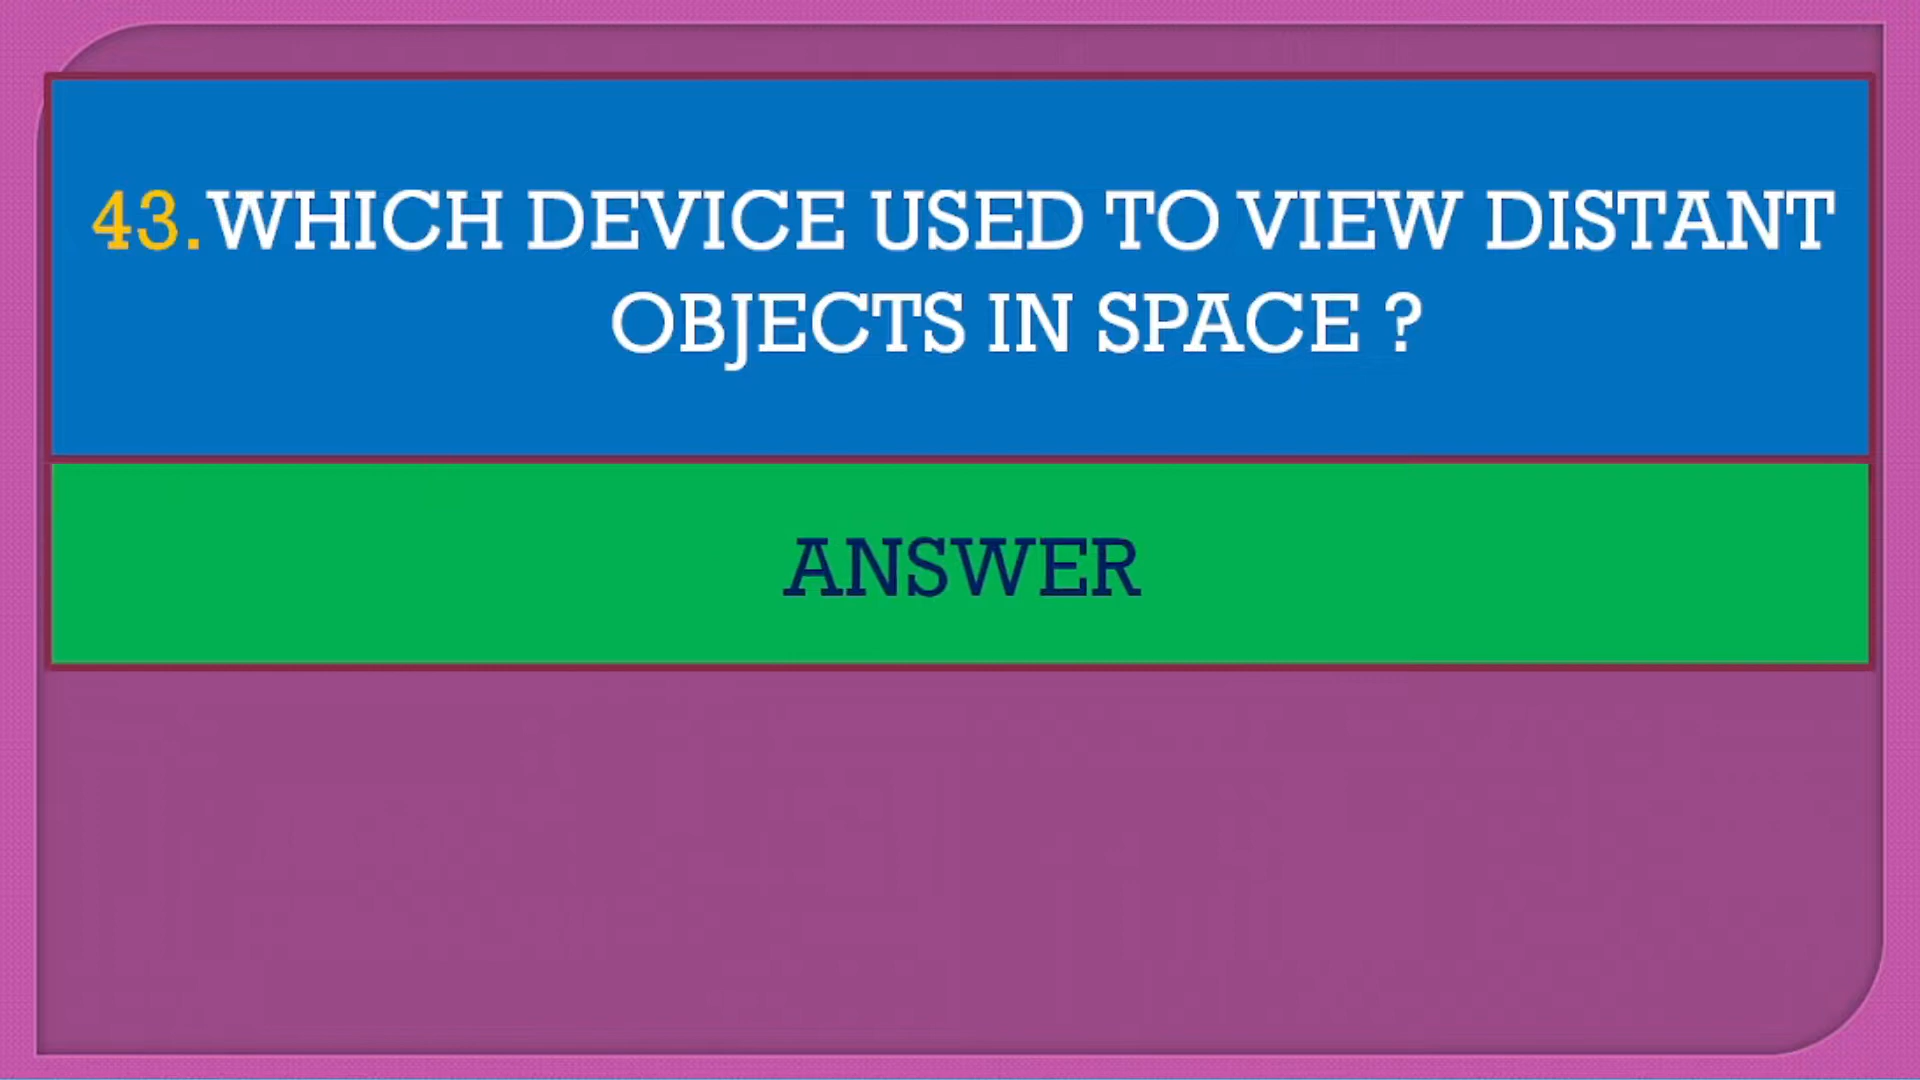 43.WHICH DEVICE USED TO VIEW DISTANT
OBJECTS IN SPACE ?
ANSWER